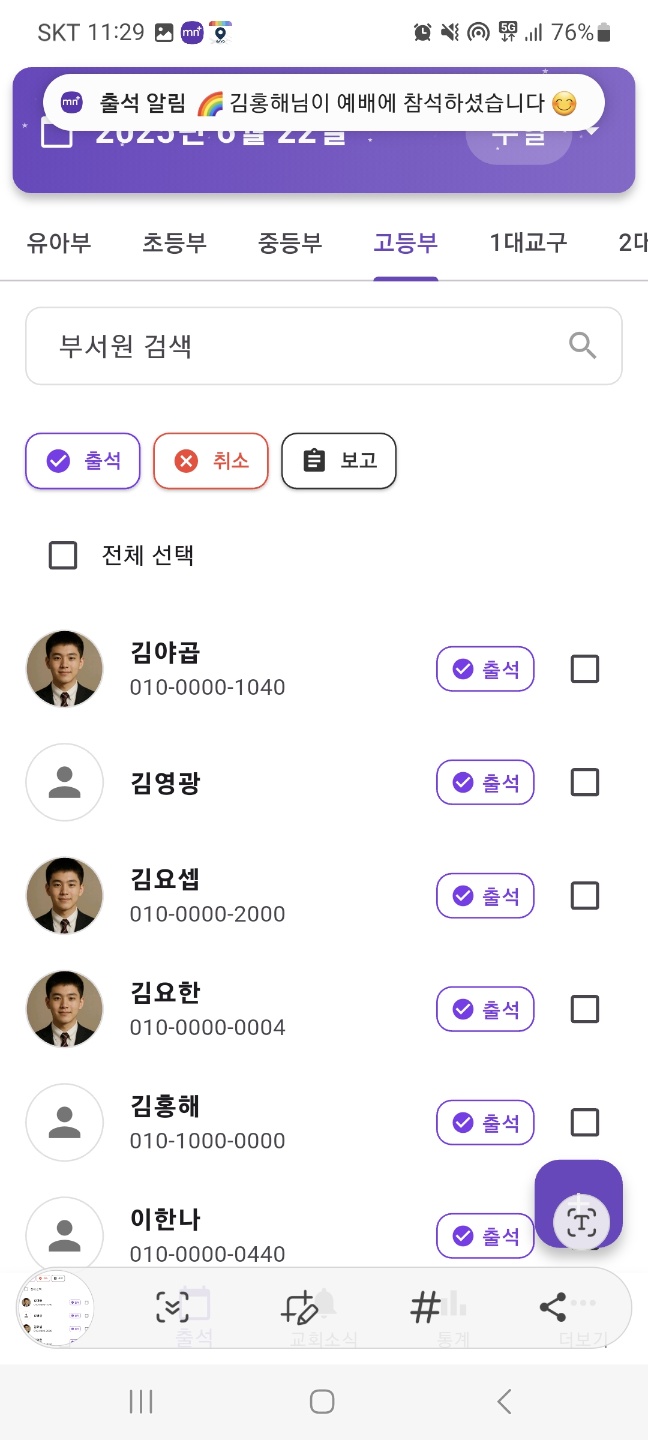 SKT 11:29 mn+ 5G 76%
mn+ 출석 알림 🌈 김홍해님이 예배에 참석하셨습니다 😊
2025년 6월 22일
유아부 초등부 중등부 고등부 1대교구 2대
부서원 검색
출석 취소 보고
전체 선택
김야곱
010-0000-1040
출석
김영광
출석
김요셉
010-0000-2000
출석
김요한
010-0000-0004
출석
김홍해
010-1000-0000
출석
이한나
010-0000-0440
출석
T
#
출석 교회소식 통계 더보기